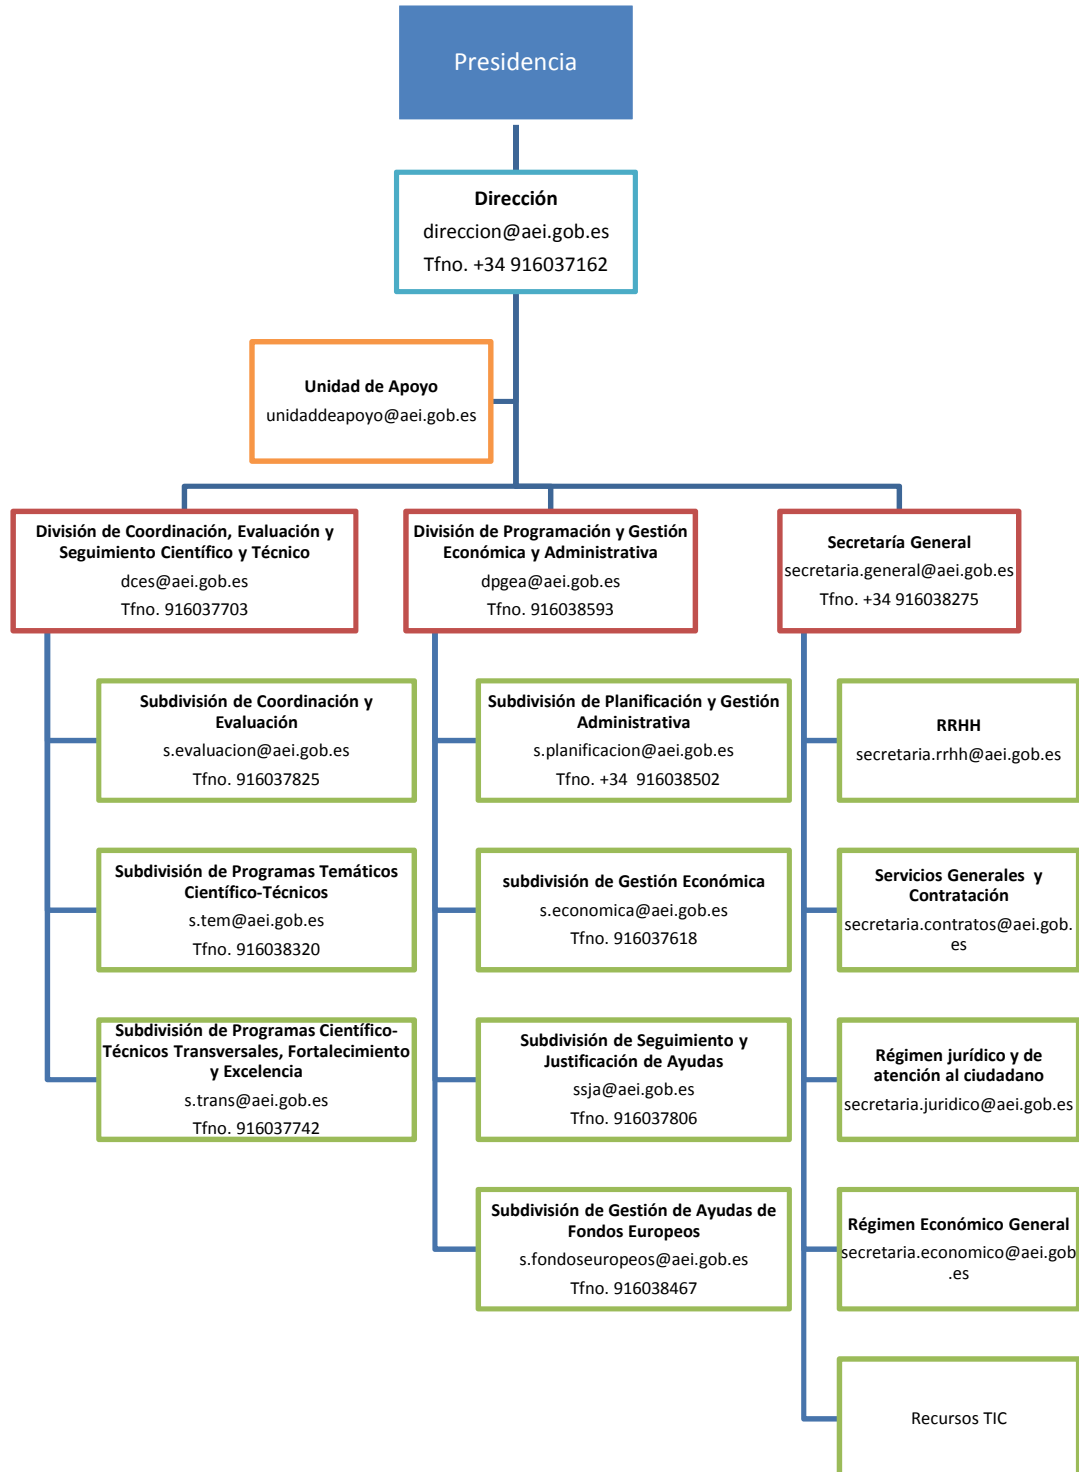 Presidencia
Dirección
direccion@aei.gob.es
Tfno. +34 916037162
Unidad de Apoyo
unidaddeapoyo@aei.gob.es
División de Coordinación, Evaluación y
Seguimiento Científico y Técnico
dces@aei.gob.es
Tfno. 916037703
División de Programación y Gestión
Económica y Administrativa
dpgea@aei.gob.es
Tfno. 916038593
Secretaría General
secretaria.general@aei.gob.es
Tfno. +34 916038275
Subdivisión de Coordinación y
Evaluación
s.evaluacion@aei.gob.es
Tfno. 916037825
Subdivisión de Programas Temáticos
Científico-Técnicos
s.tem@aei.gob.es
Tfno. 916038320
Subdivisión de Programas Científico-
Técnicos Transversales, Fortalecimiento
y Excelencia
s.trans@aei.gob.es
Tfno. 916037742
Subdivisión de Planificación y Gestión
Administrativa
s.planificacion@aei.gob.es
Tfno. +34  916038502
subdivisión de Gestión Económica
s.economica@aei.gob.es
Tfno. 916037618
Subdivisión de Seguimiento y
Justificación de Ayudas
ssja@aei.gob.es
Tfno. 916037806
Subdivisión de Gestión de Ayudas de
Fondos Europeos
s.fondoseuropeos@aei.gob.es
Tfno. 916038467
RRHH
secretaria.rrhh@aei.gob.es
Servicios Generales  y
Contratación
secretaria.contratos@aei.gob.
es
Régimen jurídico y de
atención al ciudadano
secretaria.juridico@aei.gob.es
Régimen Económico General
secretaria.economico@aei.gob
.es
Recursos TIC